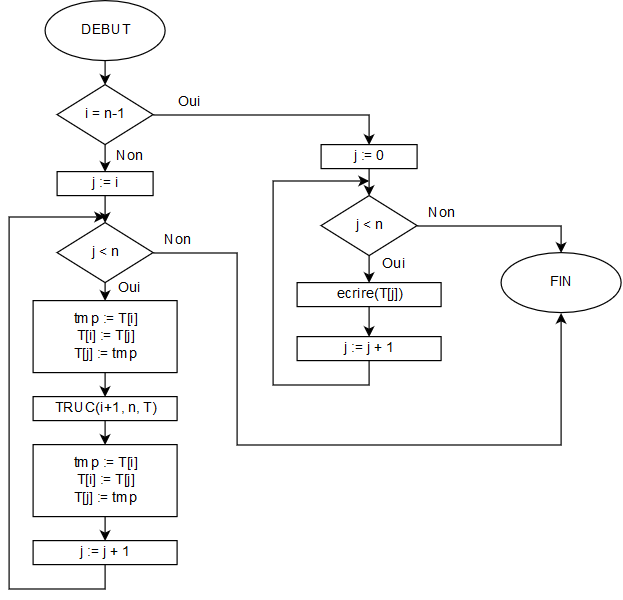 DEBUT
i = n-1
Oui
Non
j := i
j < n
Non
Oui
tmp := T[i]
T[i] := T[j]
T[j] := tmp
TRUC(i+1, n, T)
tmp := T[i]
T[i] := T[j]
T[j] := tmp
j := j + 1
j := 0
j < n
Non
Oui
ecrire(T[j])
j := j + 1
FIN